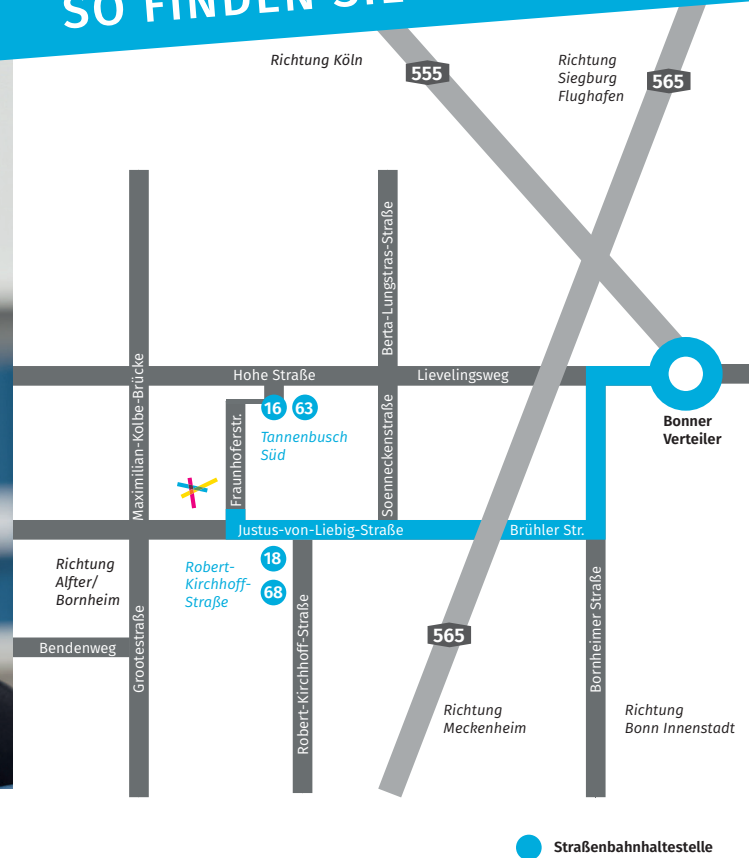 SO FINDEN SIE
Richtung Köln
555
Richtung
Siegburg
Flughafen
565
Berta-Lungstras-Straße
Maximilian-Kolbe-Brücke
Hohe Straße
Lievelingsweg
Bonner
Verteiler
16
63
Tannenbusch
Süd
Fraunhoferstr.
Soenneckenstraße
Justus-von-Liebig-Straße
Brühler Str.
Richtung
Alfter/
Bornheim
Robert-
Kirchhoff-
Straße
18
68
Bendenweg
Grootestraße
Robert-Kirchhoff-Straße
565
Bornheimer Straße
Richtung
Meckenheim
Richtung
Bonn Innenstadt
Straßenbahnhaltestelle